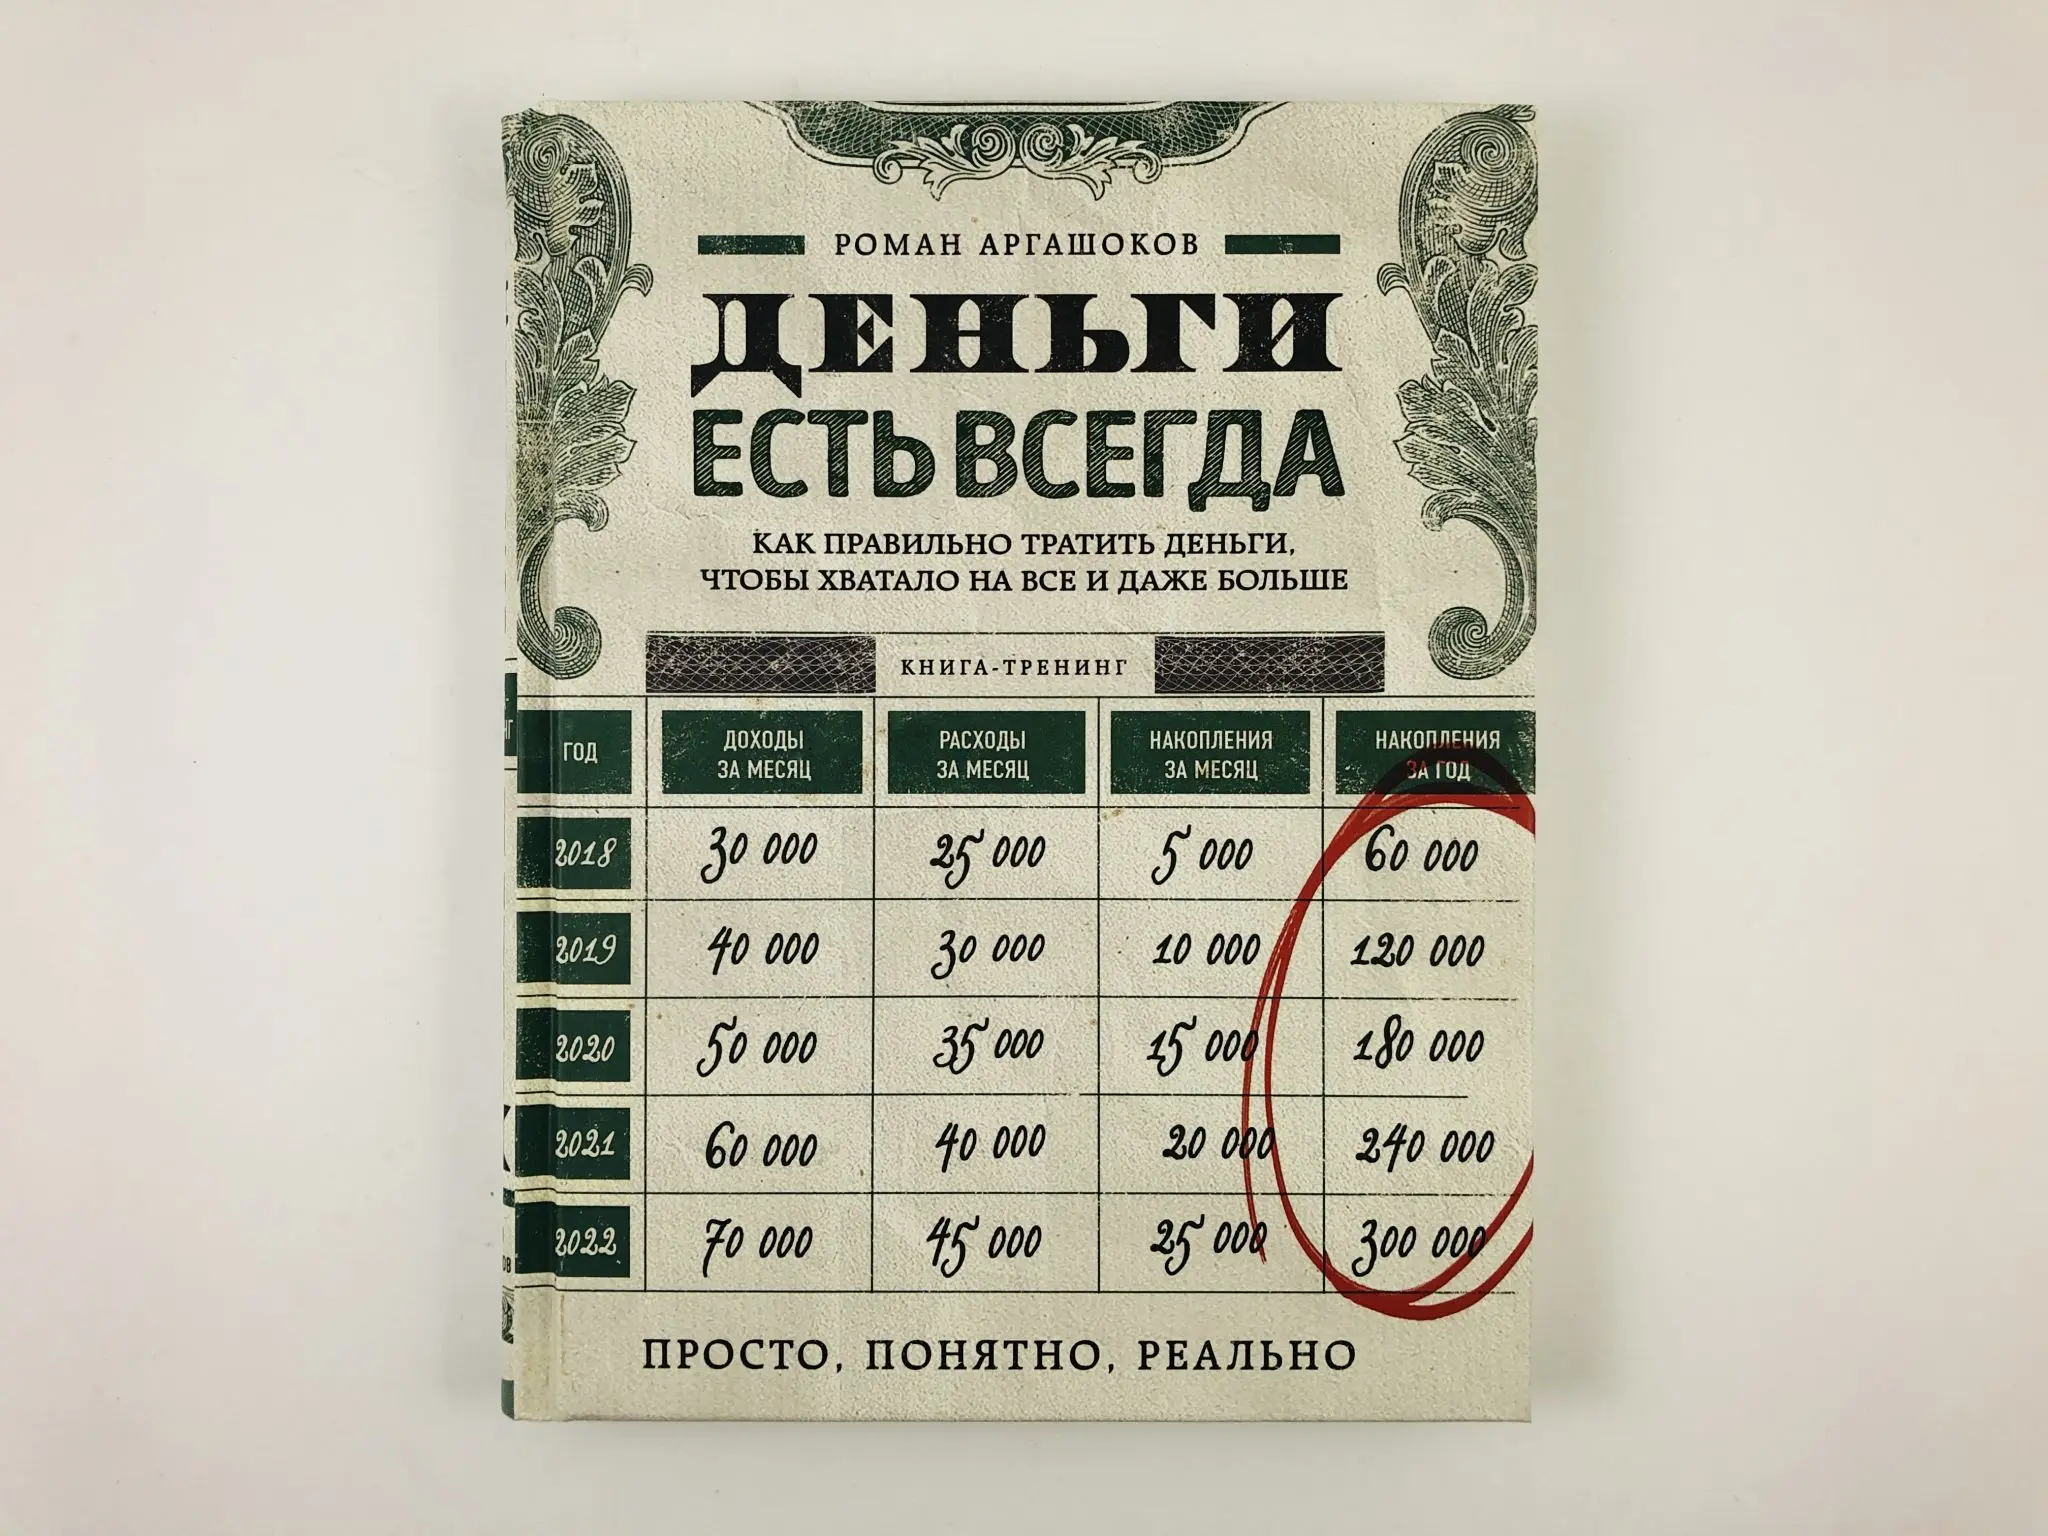 РОМАН АРГАШОКОВ
ДЕНЬГИ
ЕСТЬ ВСЕГДА
КАК ПРАВИЛЬНО ТРАТИТЬ ДЕНЬГИ,
ЧТОБЫ ХВАТАЛО НА ВСЕ И ДАЖЕ БОЛЬШЕ
КНИГА-ТРЕНИНГ
ГОД ДОХОДЫ ЗА МЕСЯЦ РАСХОДЫ ЗА МЕСЯЦ НАКОПЛЕНИЯ ЗА МЕСЯЦ НАКОПЛЕНИЯ ЗА ГОД
2018 30 000 25 000 5 000 60 000
2019 40 000 30 000 10 000 120 000
2020 50 000 35 000 15 000 180 000
2021 60 000 40 000 20 000 240 000
2022 70 000 45 000 25 000 300 000
ПРОСТО, ПОНЯТНО, РЕАЛЬНО